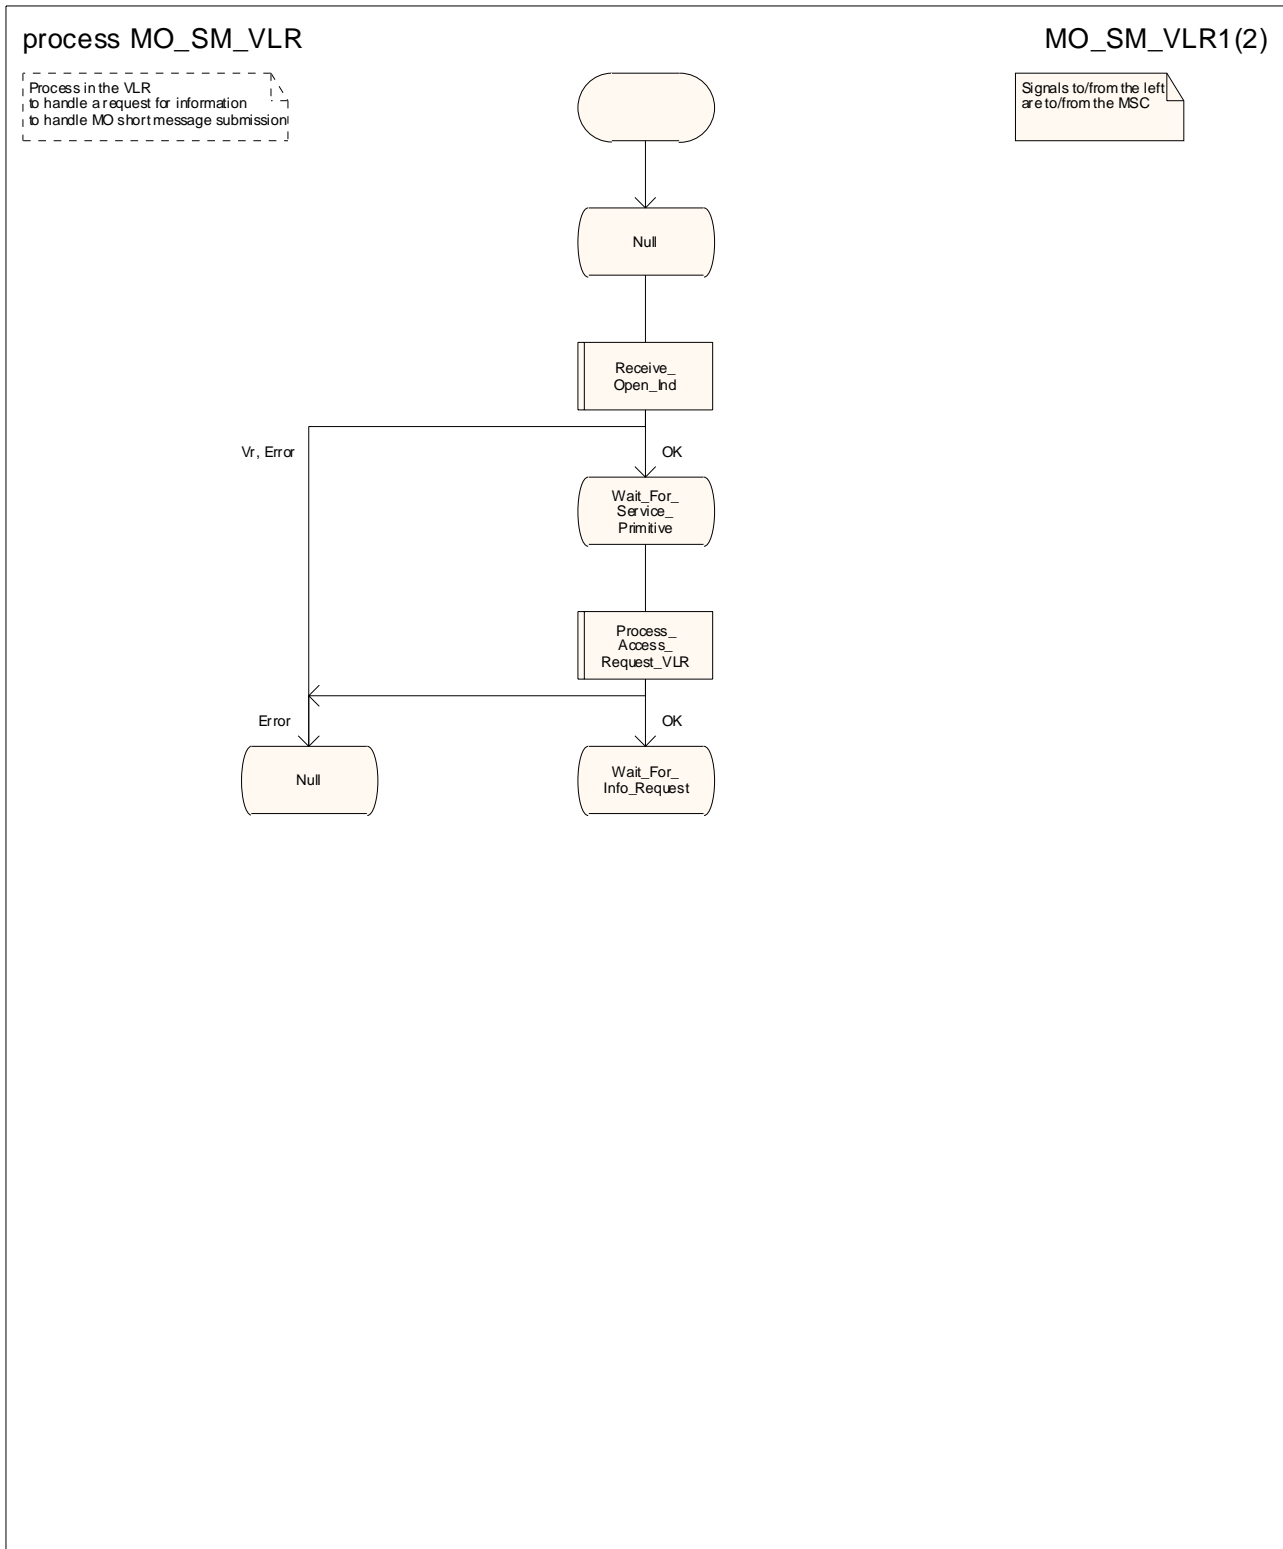 process MO_SM_VLR
MO_SM_VLR1(2)
Process in the VLR
to handle a request for information
to handle MO short message submission
Signals to/from the left
are to/from the MSC
Null
Receive_
Open_Ind
Vr, Error
OK
Wait_For_
Service_
Primitive
Process_
Access_
Request_VLR
Error
OK
Null
Wait_For_
Info_Request